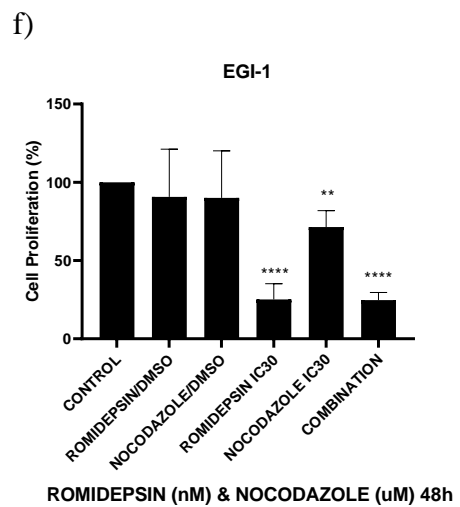 f)
EGI-1
Cell Proliferation (%)
150
100
50
0
**
****
****
CONTROL
ROMIDEPSIN/DMSO
NOCODAZOLE/DMSO
ROMIDEPSIN IC30
NOCODAZOLE IC30
COMBINATION
ROMIDEPSIN (nM) & NOCODAZOLE (uM) 48h